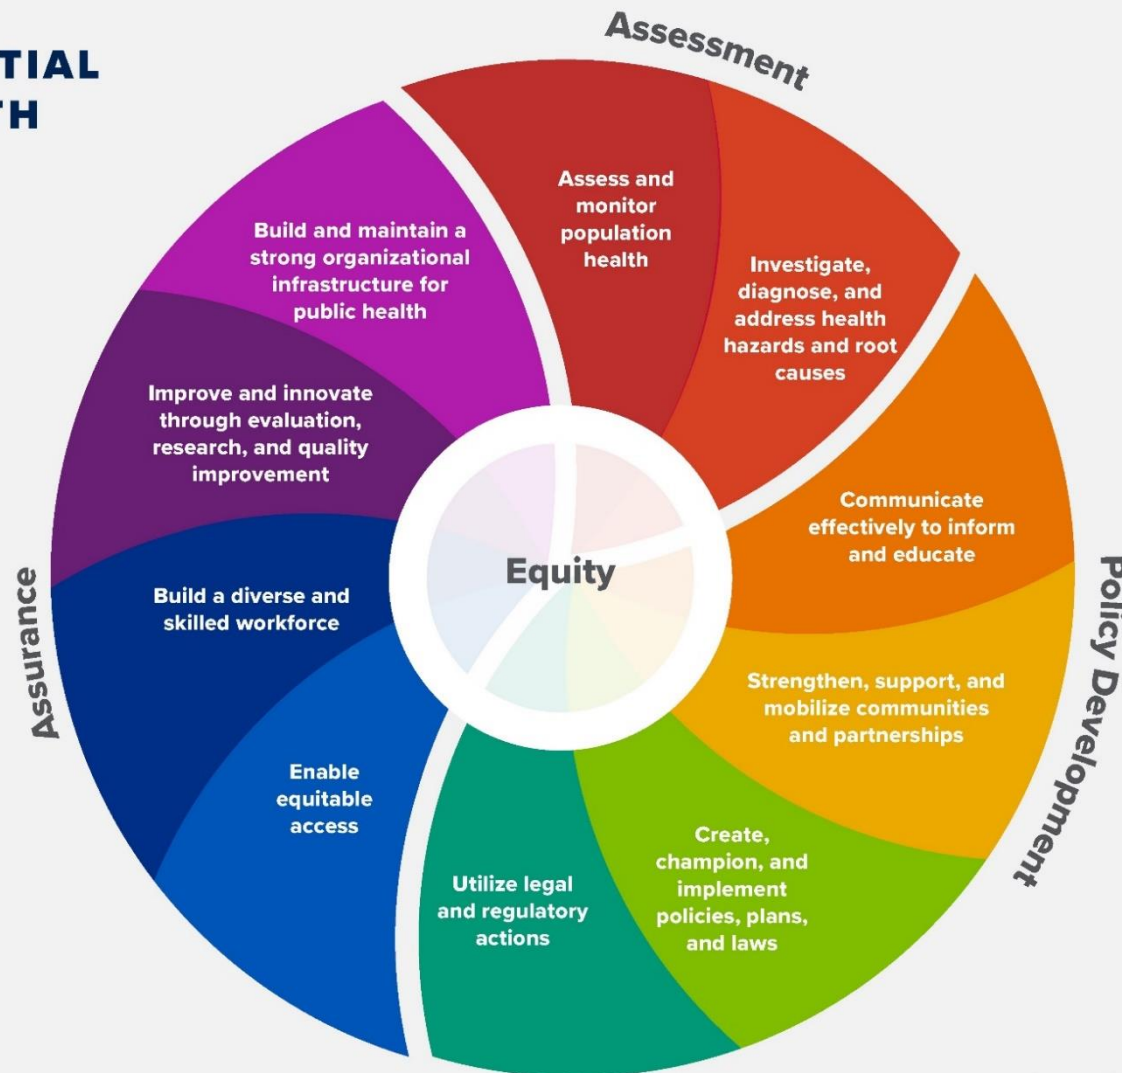 TIAL
TH
Assessment
Assess and
monitor
population
health
Investigate,
diagnose, and
address health
hazards and root
causes
Communicate
effectively to inform
and educate
Policy Development
Strengthen, support, and
mobilize communities
and partnerships
Create,
champion, and
implement
policies, plans,
and laws
Utilize legal
and regulatory
actions
Enable
equitable
access
Build a diverse and
skilled workforce
Assurance
Improve and innovate
through evaluation,
research, and quality
improvement
Build and maintain a
strong organizational
infrastructure for
public health
Equity